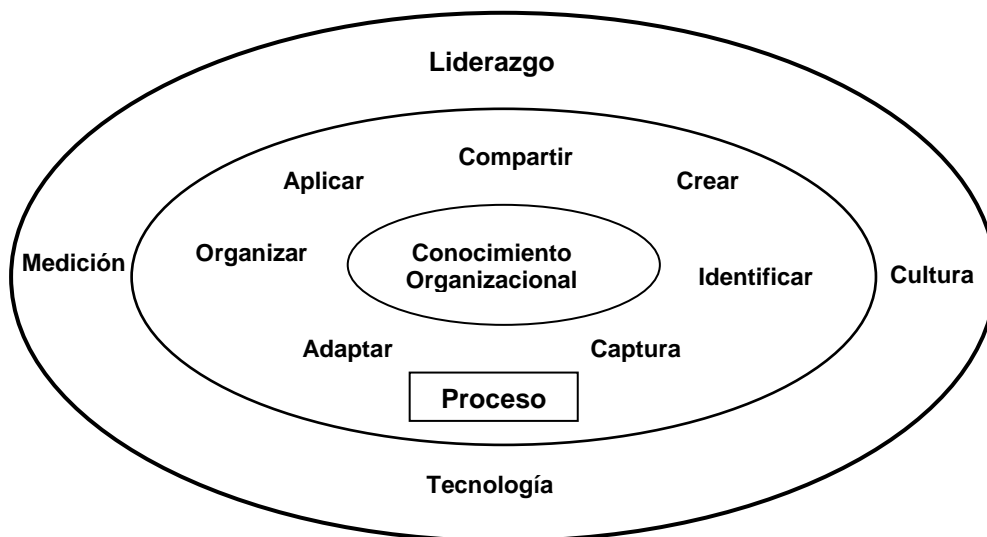 Liderazgo
Compartir
Aplicar
Crear
Organizar
Conocimiento
Organizacional
Medición
Identificar
Cultura
Adaptar
Captura
Proceso
Tecnología